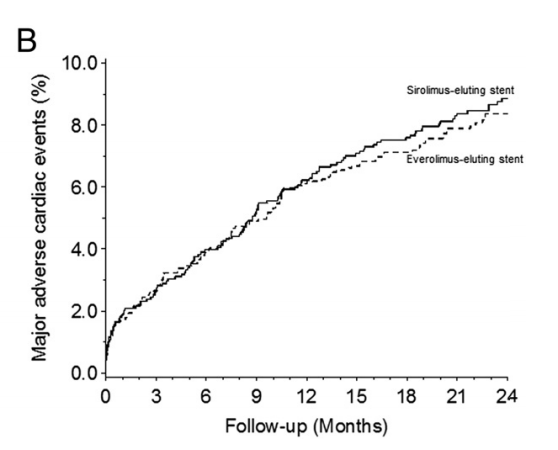 B
Major adverse cardiac events (%)
10.0
8.0
6.0
4.0
2.0
0.0
Sirolimus-eluting stent
Everolimus-eluting stent
0 3 6 9 12 15 18 21 24
Follow-up (Months)